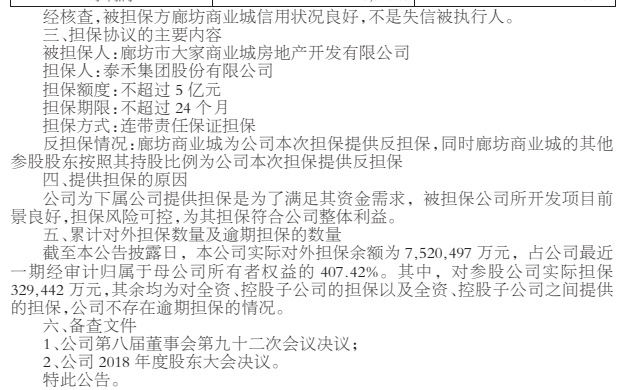 经核查,被担保方廊坊商业城信用状况良好,不是失信被执行人。
三、担保协议的主要内容
被担保人:廊坊市大家商业城房地产开发有限公司
担保人:泰禾集团股份有限公司
担保额度:不超过 5 亿元
担保期限:不超过 24 个月
担保方式:连带责任保证担保
反担保情况:廊坊商业城为公司本次担保提供反担保,同时廊坊商业城的其他
参股股东按照其持股比例为公司本次担保提供反担保
四、提供担保的原因
公司为下属公司提供担保是为了满足其资金需求，被担保公司所开发项目前
景良好,担保风险可控,为其担保符合公司整体利益。
五、累计对外担保数量及逾期担保的数量
截至本公告披露日，本公司实际对外担保余额为 7,520,497 万元，占公司最近
一期经审计归属于母公司所有者权益的 407.42%。其中，对参股公司实际担保
329,442 万元,其余均为对全资、控股子公司的担保以及全资、控股子公司之间提供
的担保,公司不存在逾期担保的情况。
六、备查文件
1、公司第八届董事会第九十二次会议决议；
2、公司 2018 年度股东大会决议。
特此公告。